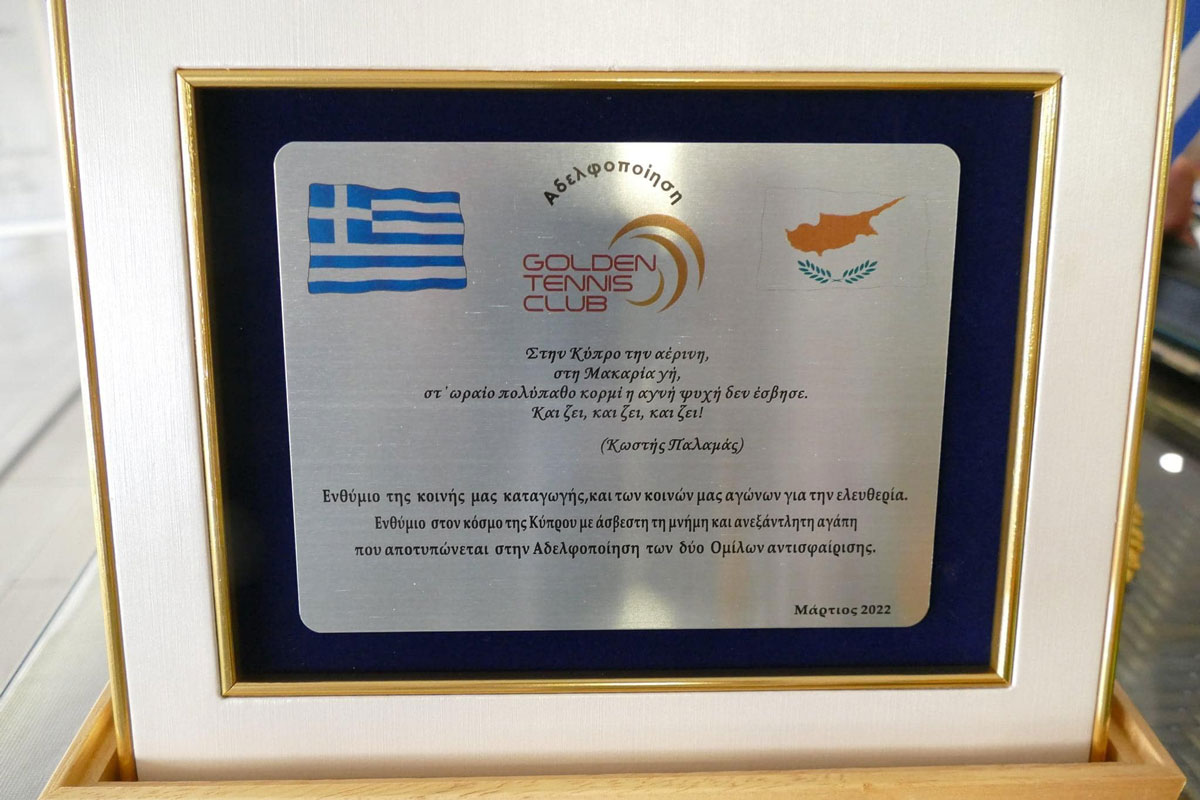 Αδελφοποίηση
GOLDEN
TENNIS
CLUB
Στην Κύπρο την αέρινη,
στη Μακαρία γή,
στ΄ωραίο πολύπαθο κορμί η αγνή ψυχή δεν έσβησε.
Και ζει, και ζει, και ζει!
(Κωστής Παλαμάς)
Ενθύμιο της κοινής μας καταγωγής,και των κοινών μας αγώνων για την ελευθερία.
Ενθύμιο στον κόσμο της Κύπρου με άσβεστη τη μνήμη και ανεξάντλητη αγάπη
που αποτυπώνεται στην Αδελφοποίηση των δύο Ομίλων αντισφαίρισης.
Μάρτιος 2022